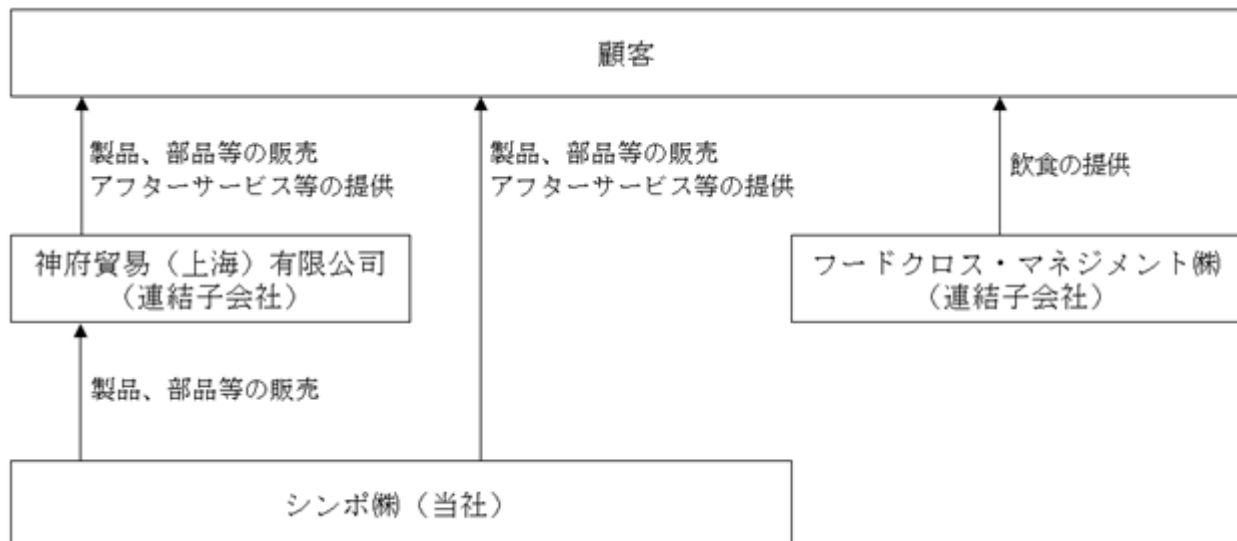 顧客
製品、部品等の販売
アフターサービス等の提供
製品、部品等の販売
アフターサービス等の提供
飲食の提供
神府貿易（上海）有限公司
（連結子会社）
フードクロス・マネジメント㈱
（連結子会社）
製品、部品等の販売
シンポ㈱（当社）